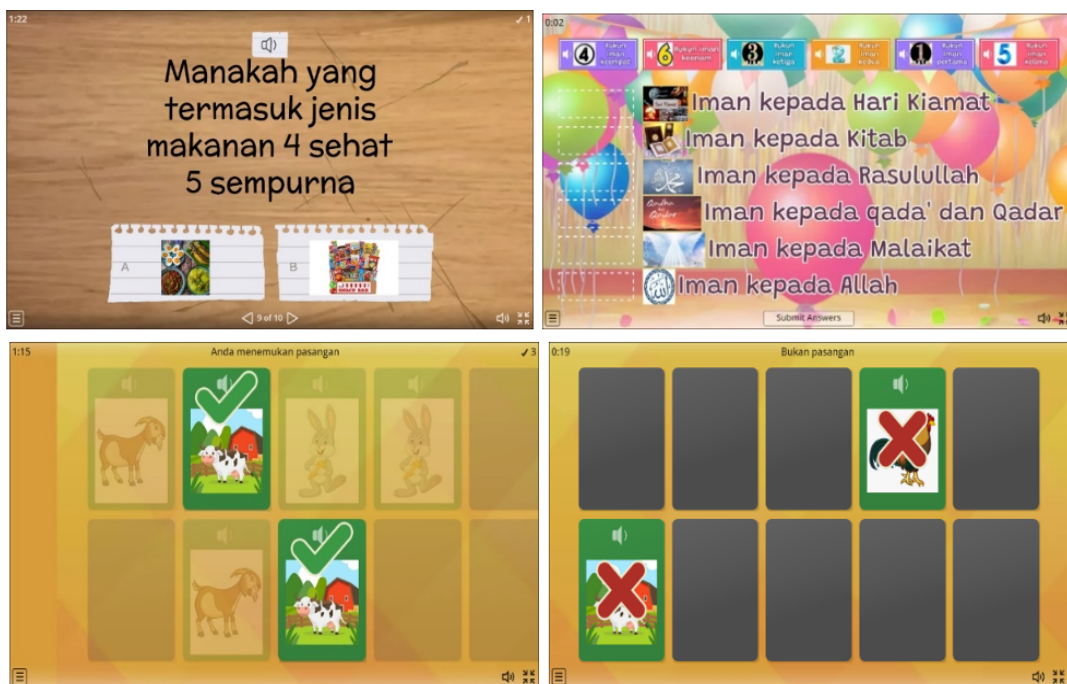 1:22
✓ 1
Manakah yang
termasuk jenis
makanan 4 sehat
5 sempurna
A
B
9 of 10
0:02
4 Rukun iman keempat
6 Rukun iman keenam
3 Rukun iman ketiga
2 Rukun iman kedua
1 Rukun iman pertama
5 Rukun iman kelima
Iman kepada Hari Kiamat
Iman kepada Kitab
Iman kepada Rasulullah
Iman kepada qada' dan Qadar
Iman kepada Malaikat
Iman kepada Allah
Submit Answers
1:15
Anda menemukan pasangan
✓ 3
0:19
Bukan pasangan